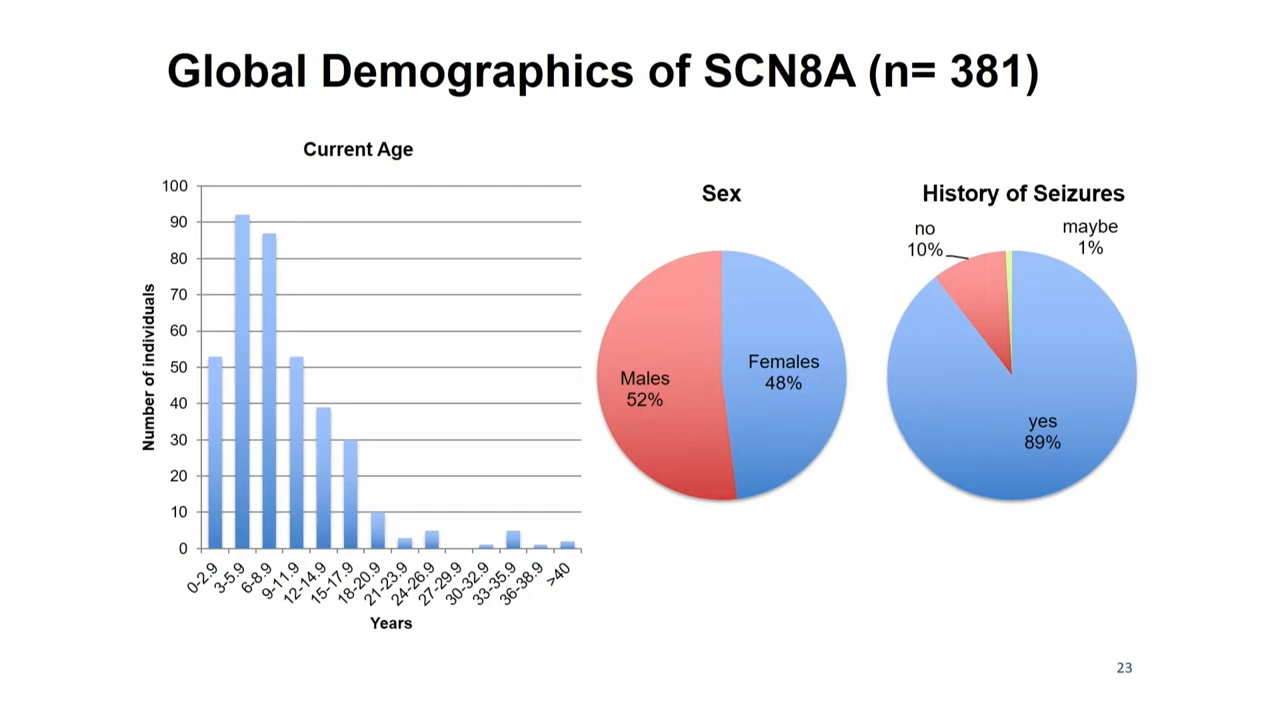 Global Demographics of SCN8A (n= 381)
Current Age
Number of individuals
100
90
80
70
60
50
40
30
20
10
0
0-2.9
3-5.9
6-8.9
9-11.9
12-14.9
15-17.9
18-20.9
21-23.9
24-26.9
27-29.9
30-32.9
33-35.9
36-38.9
>40
Years
Sex
Males
52%
Females
48%
History of Seizures
no
10%
maybe
1%
yes
89%
23